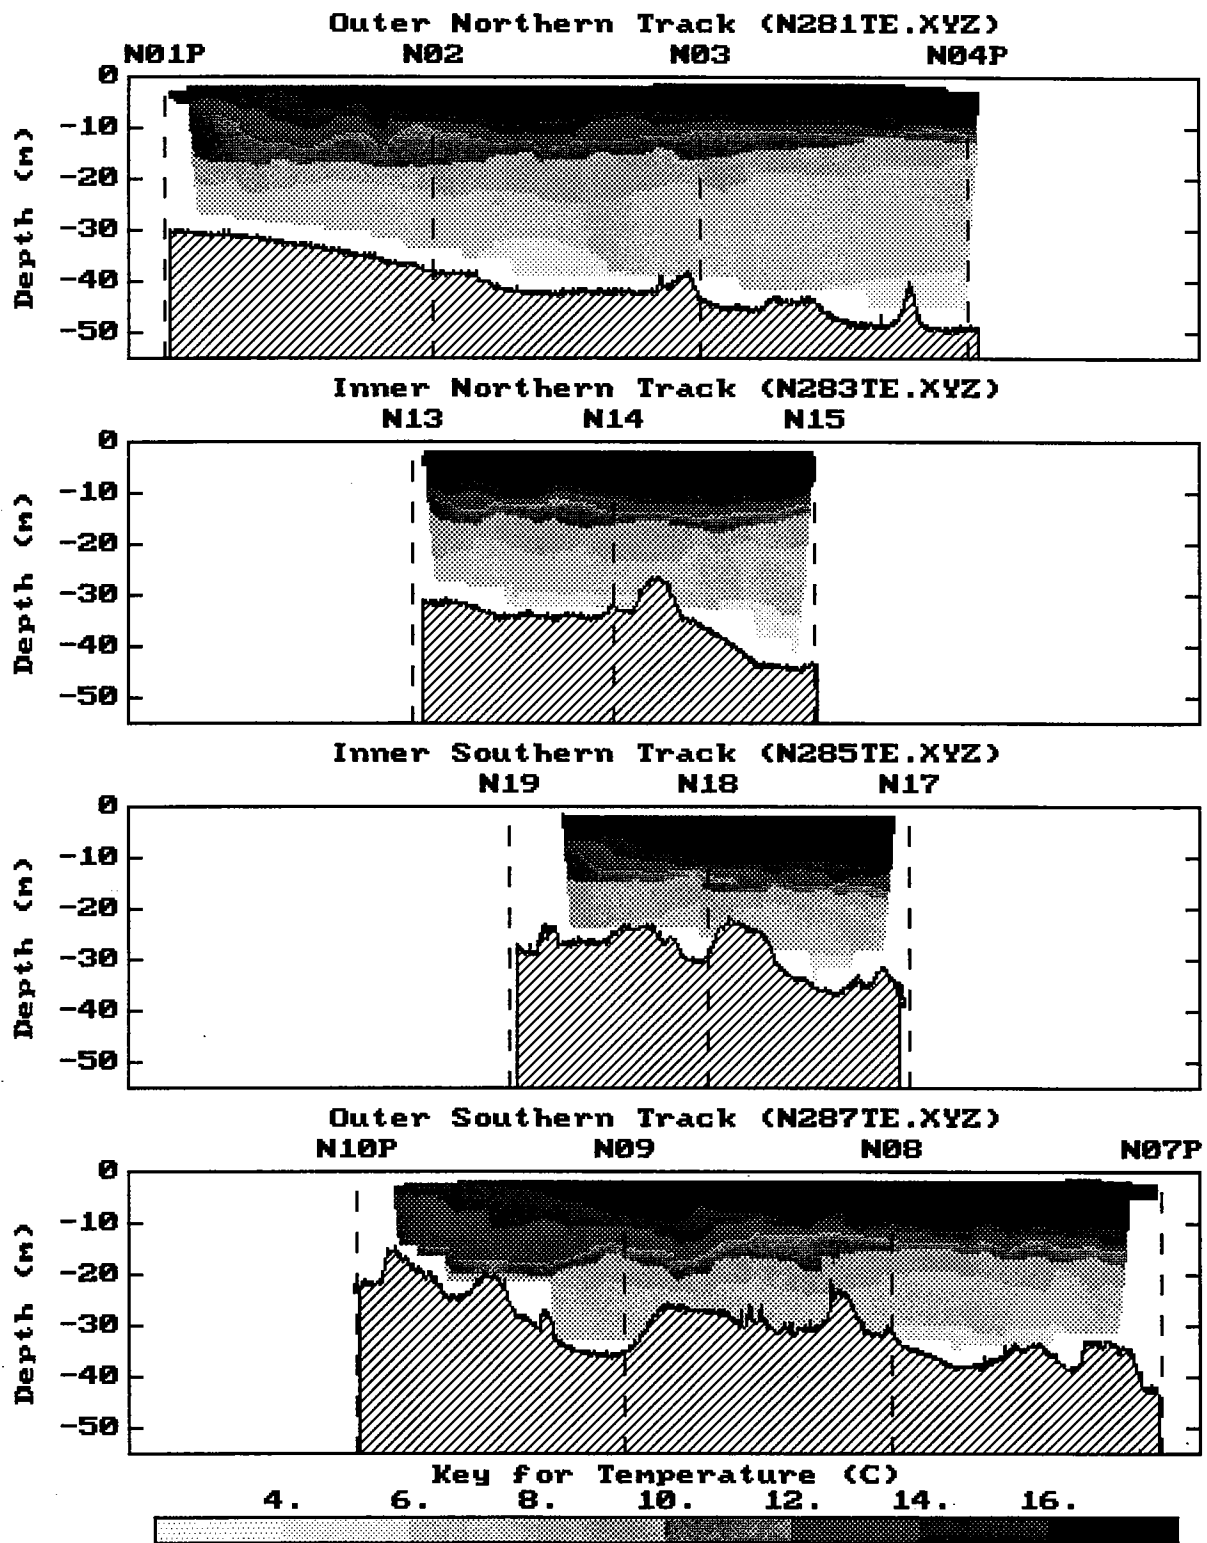 Outer Northern Track (N281TE.XYZ)
N01P N02 N03 N04P
0
-10
-20
-30
-40
-50
Depth (m)
Inner Northern Track (N283TE.XYZ)
N13 N14 N15
0
-10
-20
-30
-40
-50
Depth (m)
Inner Southern Track (N285TE.XYZ)
N19 N18 N17
0
-10
-20
-30
-40
-50
Depth (m)
Outer Southern Track (N287TE.XYZ)
N10P N09 N08 N07P
0
-10
-20
-30
-40
-50
Depth (m)
Key for Temperature (C)
4. 6. 8. 10. 12. 14. 16.